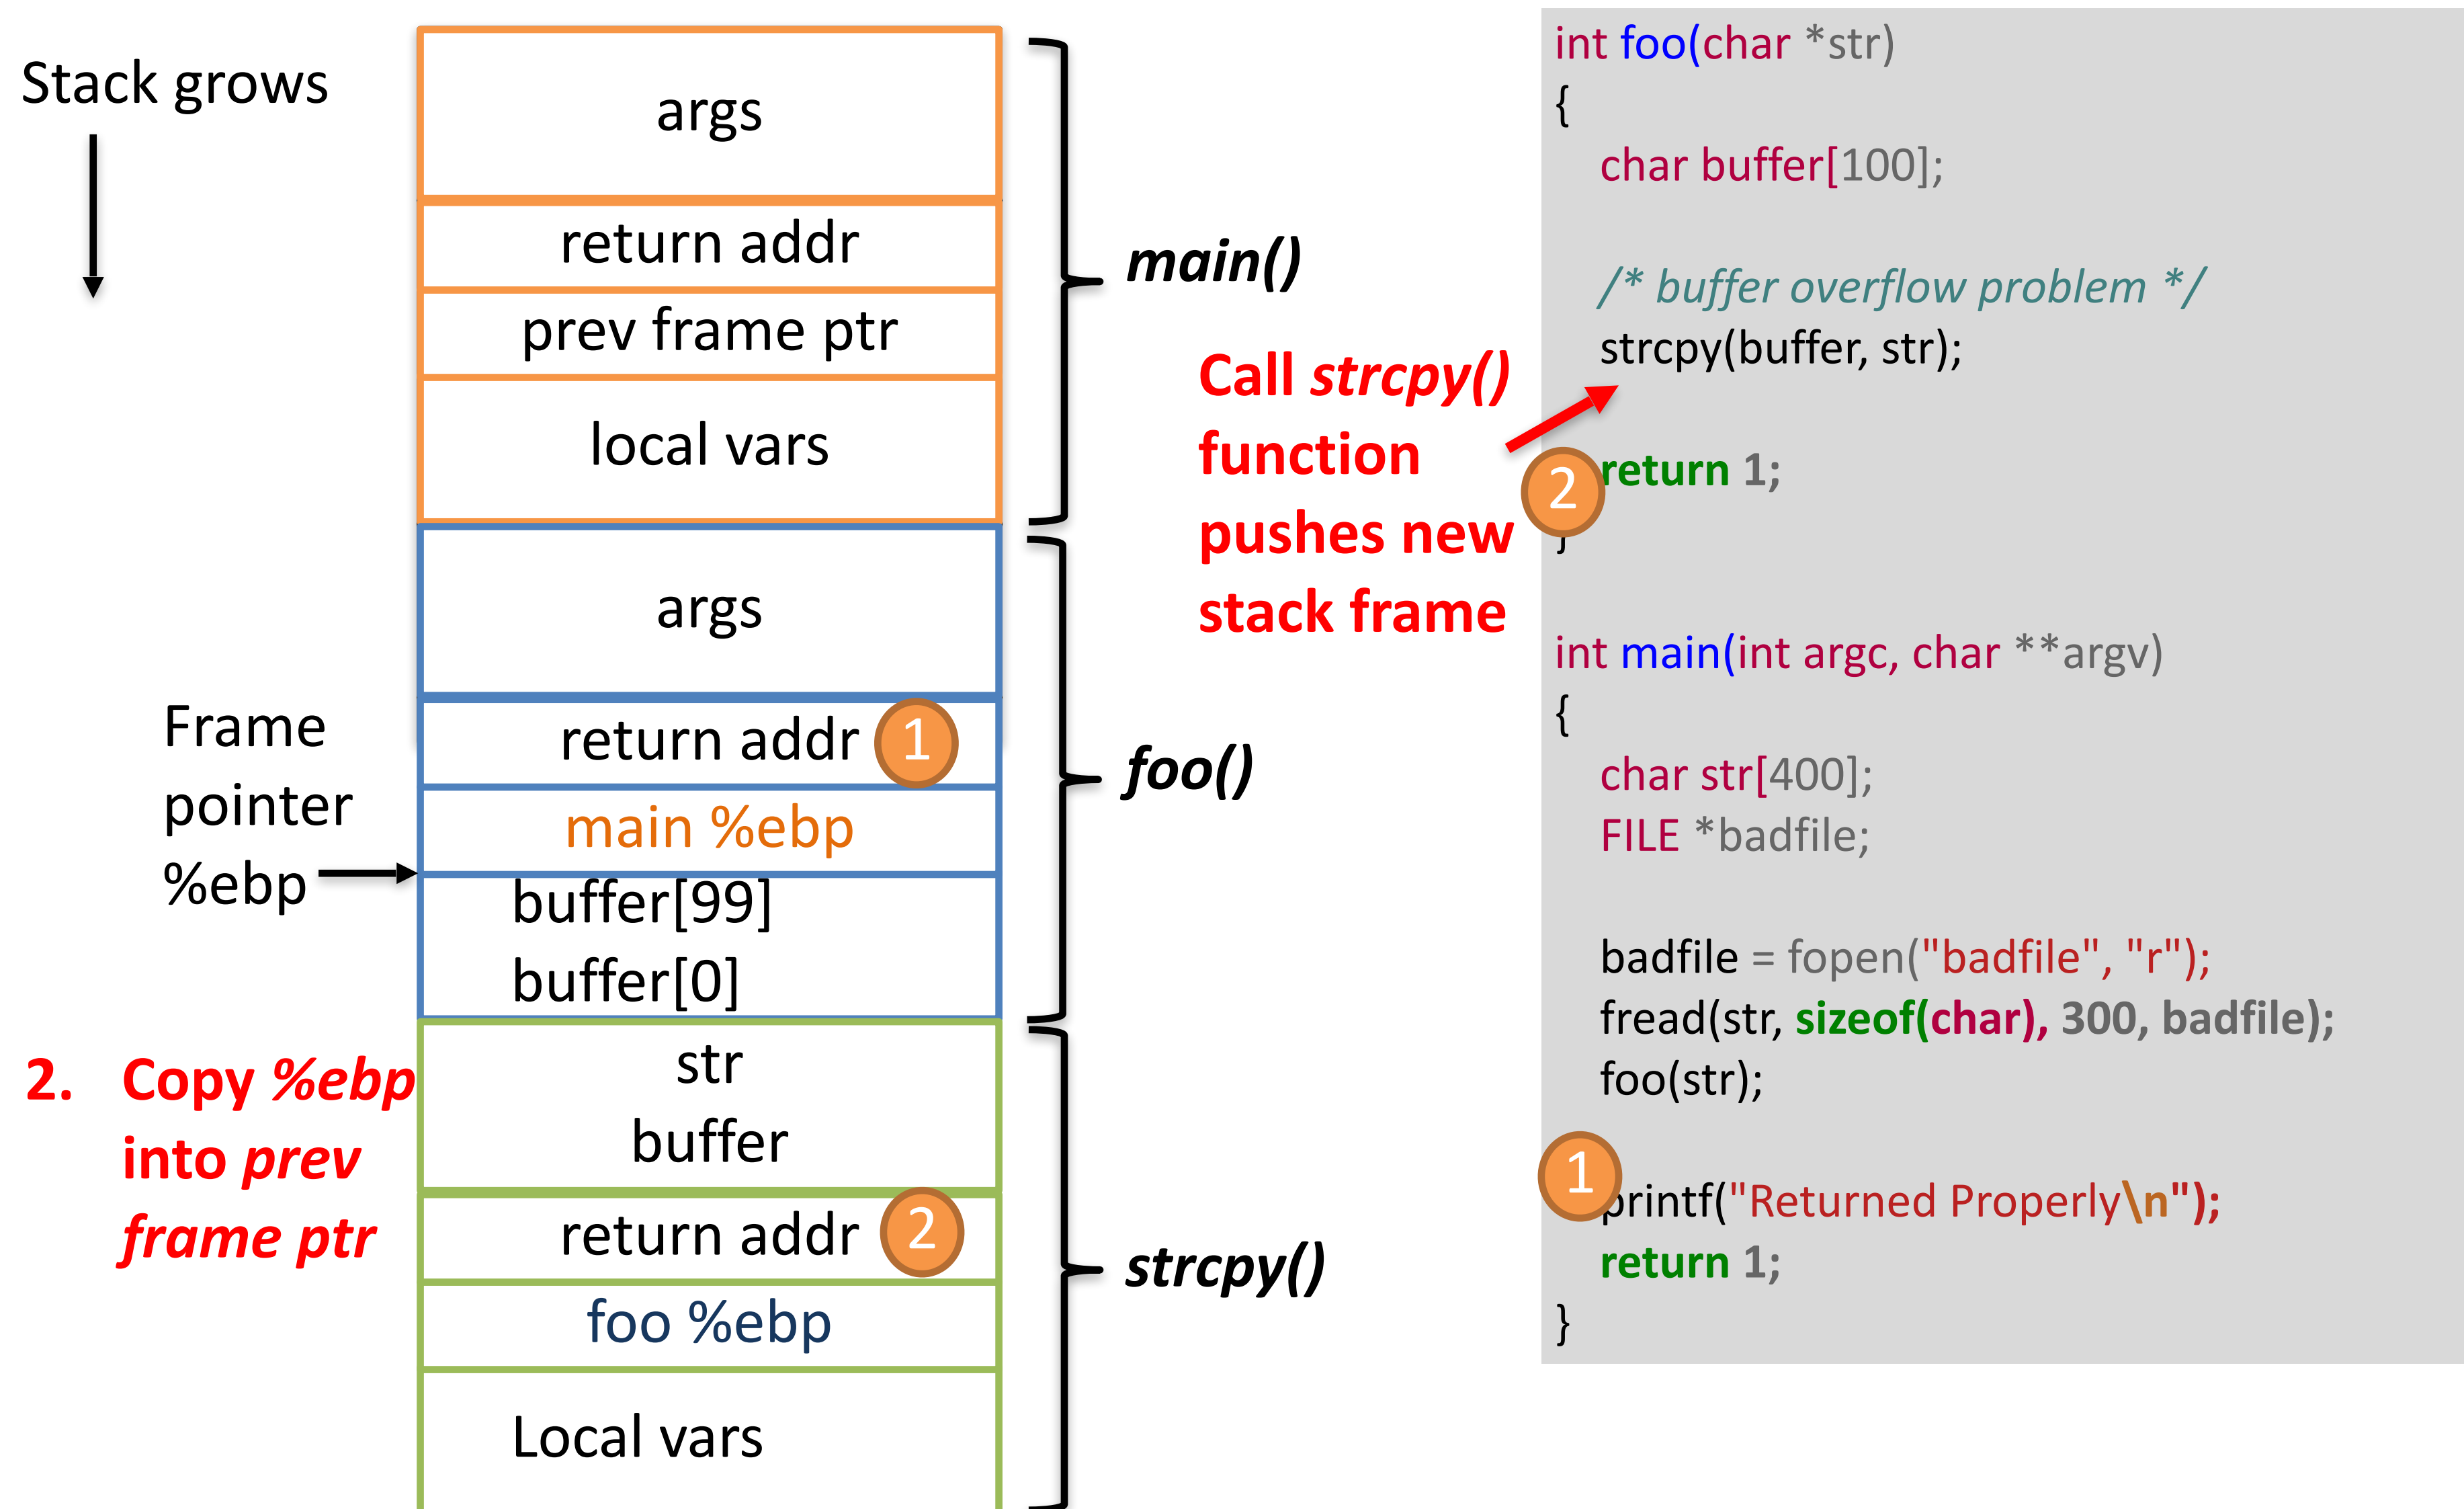 Stack grows
args
return addr
prev frame ptr
local vars
main()
args
return addr 1
main %ebp
buffer[99]
buffer[0]
foo()
Frame
pointer
%ebp
str
buffer
return addr 2
foo %ebp
Local vars
strcpy()
2. Copy %ebp
into prev
frame ptr
Call strcpy()
function
pushes new
stack frame
int foo(char *str)
{
char buffer[100];
/* buffer overflow problem */
strcpy(buffer, str);
2
return 1;
}
int main(int argc, char **argv)
{
char str[400];
FILE *badfile;
badfile = fopen("badfile", "r");
fread(str, sizeof(char), 300, badfile);
foo(str);
1
printf("Returned Properly\n");
return 1;
}